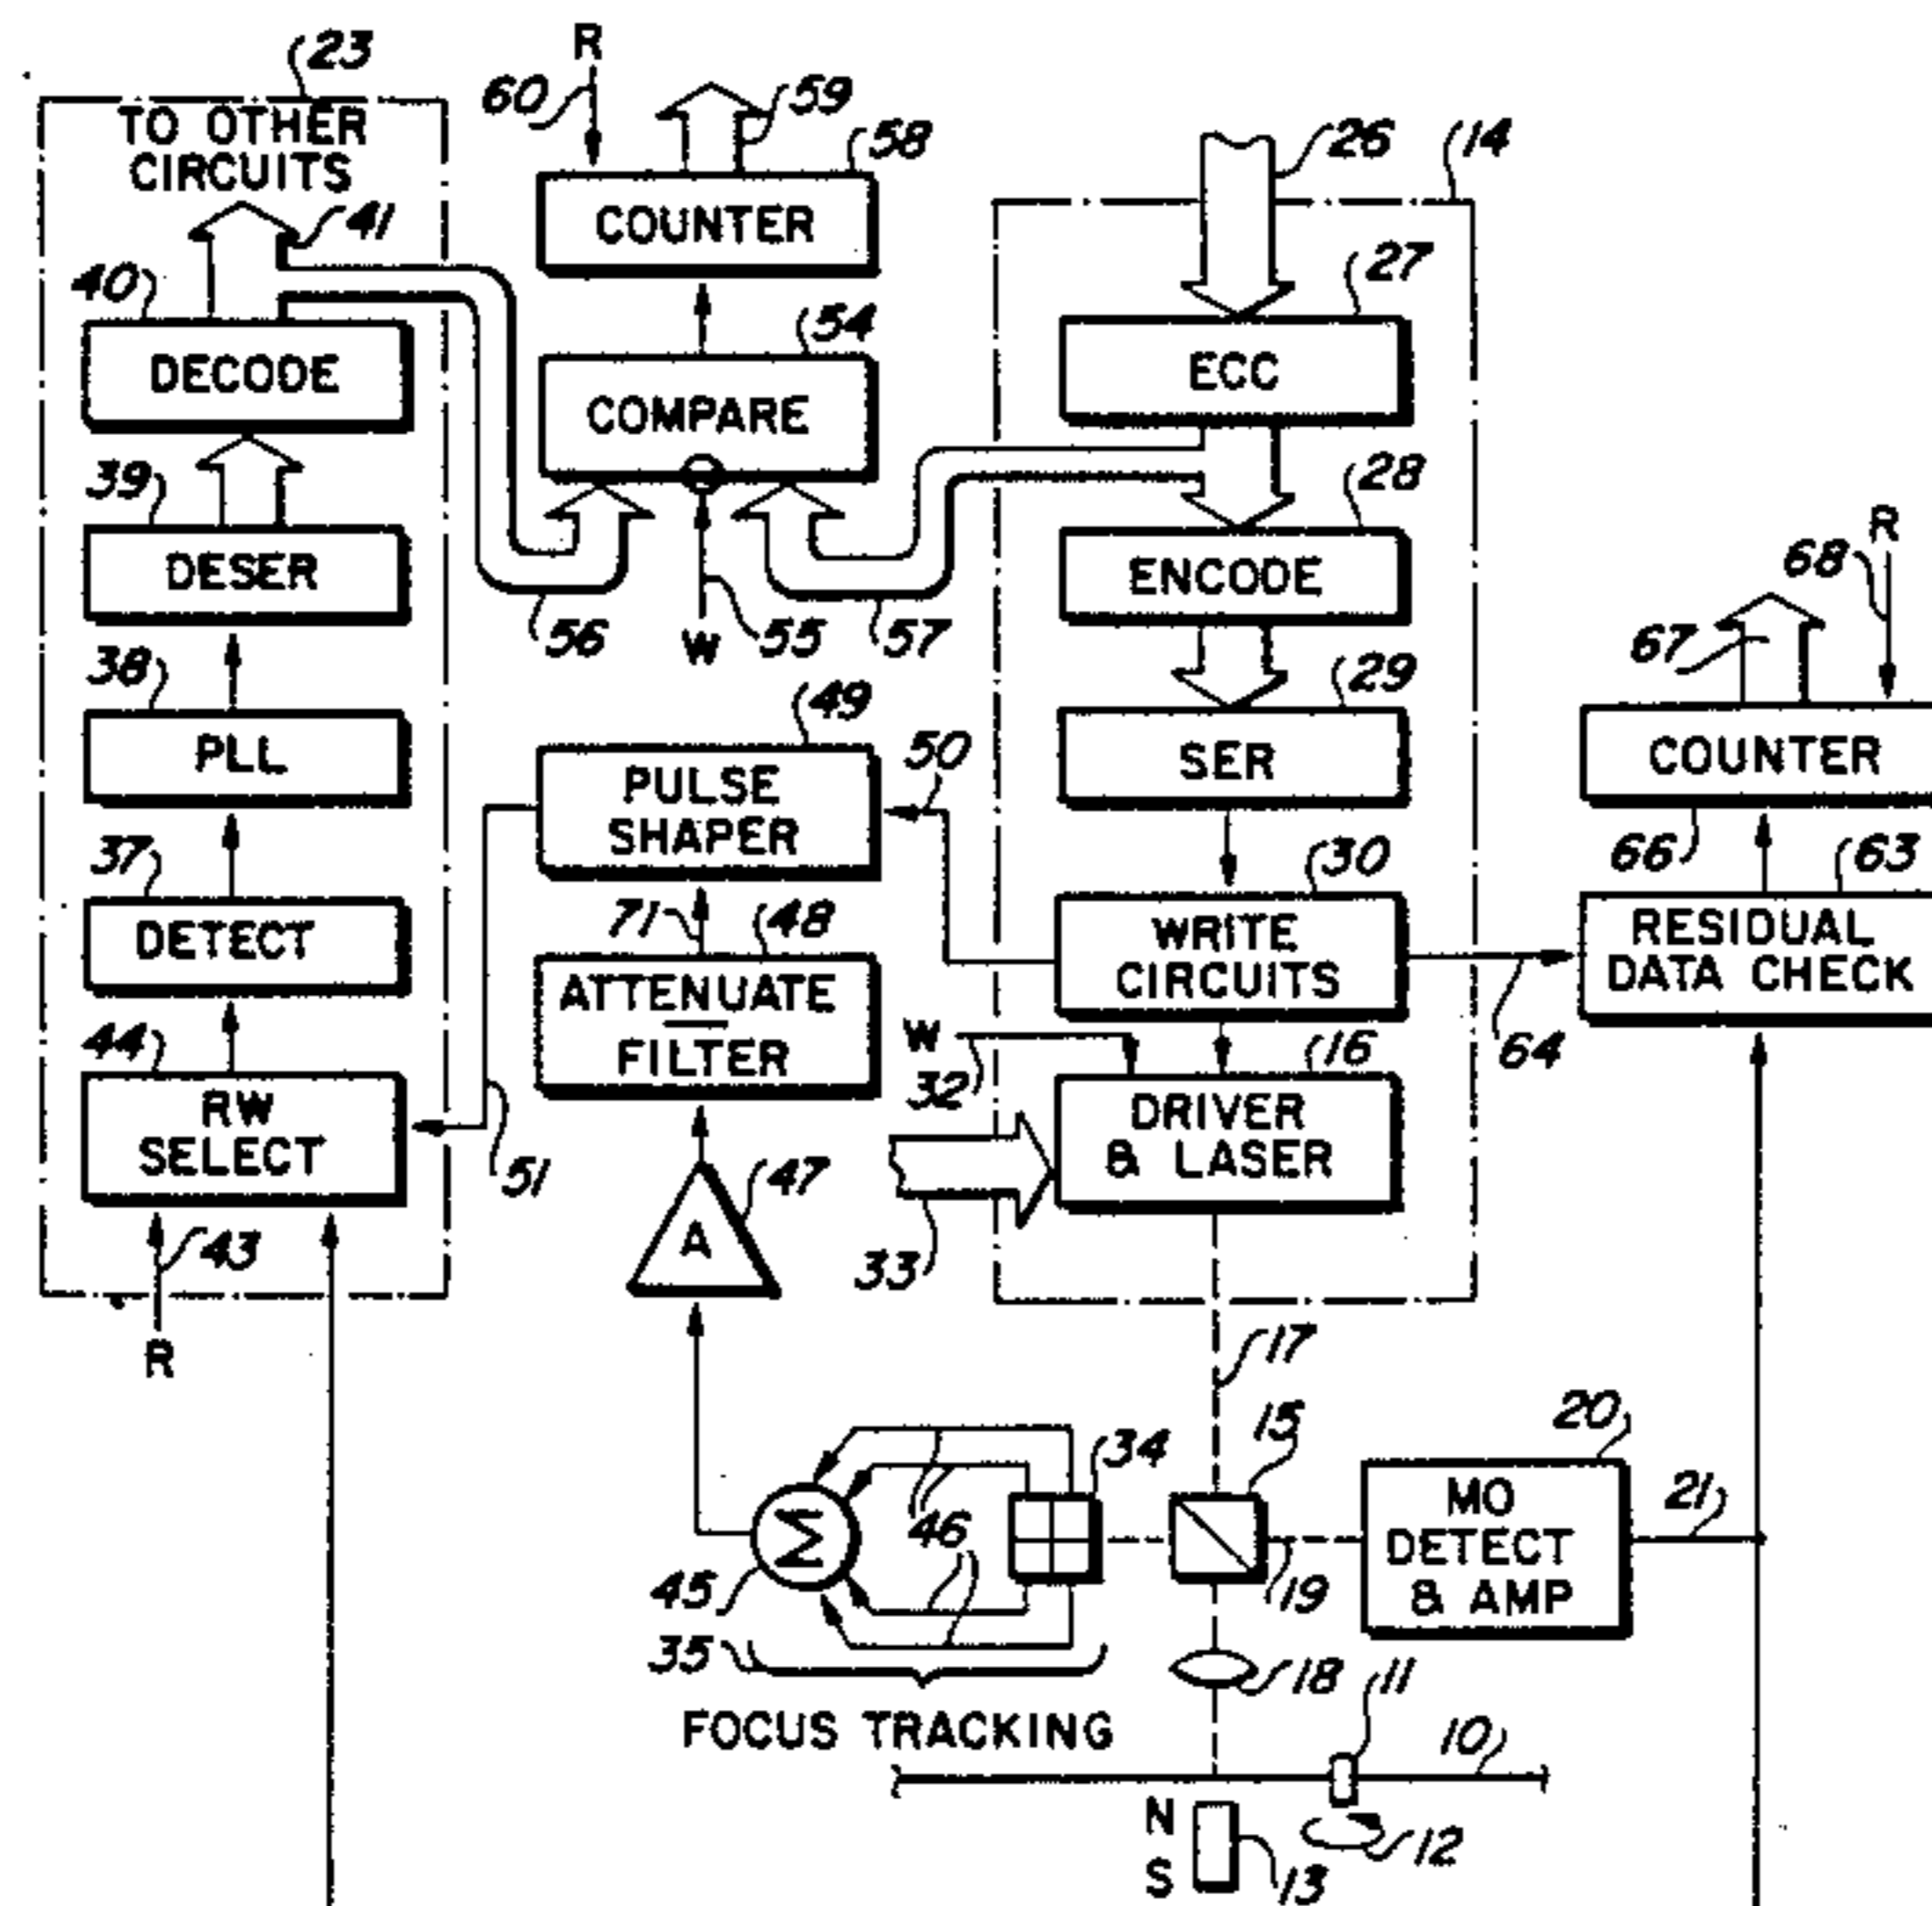 23
TO OTHER
CIRCUITS
41
40
DECODE
39
DESER
38
PLL
37
DETECT
44
RW
SELECT
43
R
R
60
59
58
COUNTER
54
COMPARE
56
W
55
57
49
PULSE
SHAPER
50
71
48
ATTENUATE
FILTER
51
47
A
26
14
27
ECC
28
ENCODE
29
SER
30
WRITE
CIRCUITS
W
32
16
DRIVER
& LASER
33
64
R
68
67
COUNTER
66
63
RESIDUAL
DATA CHECK
17
15
34
46
Σ
45
35
FOCUS TRACKING
19
20
MO
DETECT
& AMP
21
18
11
10
N
S
13
12